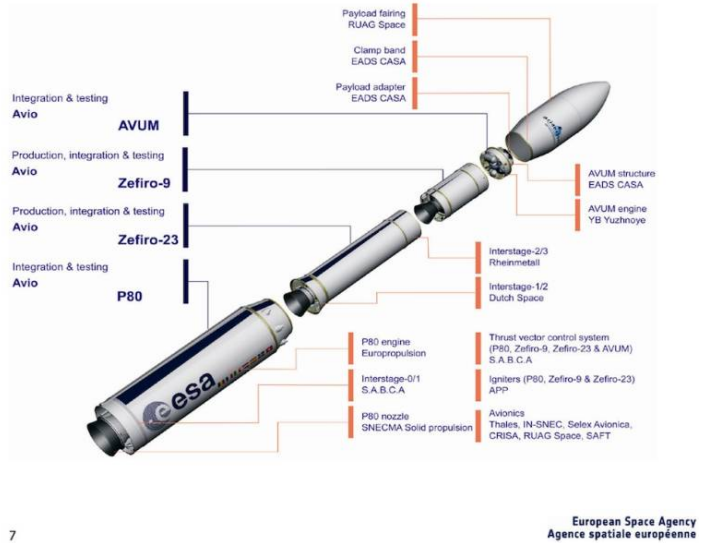 Payload fairing
RUAG Space
Clamp band
EADS CASA
Payload adapter
EADS CASA
Integration & testing
Avio
AVUM
Production, integration & testing
Avio
Zefiro-9
Production, integration & testing
Avio
Zefiro-23
Integration & testing
Avio
P80
AVUM structure
EADS CASA
AVUM engine
YB Yuzhnoye
Interstage-2/3
Rheinmetall
Interstage-1/2
Dutch Space
esa
P80 engine
Europropulsion
Interstage-0/1
S.A.B.C.A
P80 nozzle
SNECMA Solid propulsion
Thrust vector control system
(P80, Zefiro-9, Zefiro-23 & AVUM)
S.A.B.C.A
Igniters (P80, Zefiro-9 & Zefiro-23)
APP
Avionics
Thales, IN-SNEC, Selex Avionica,
CRISA, RUAG Space, SAFT
7
European Space Agency
Agence spatiale européenne